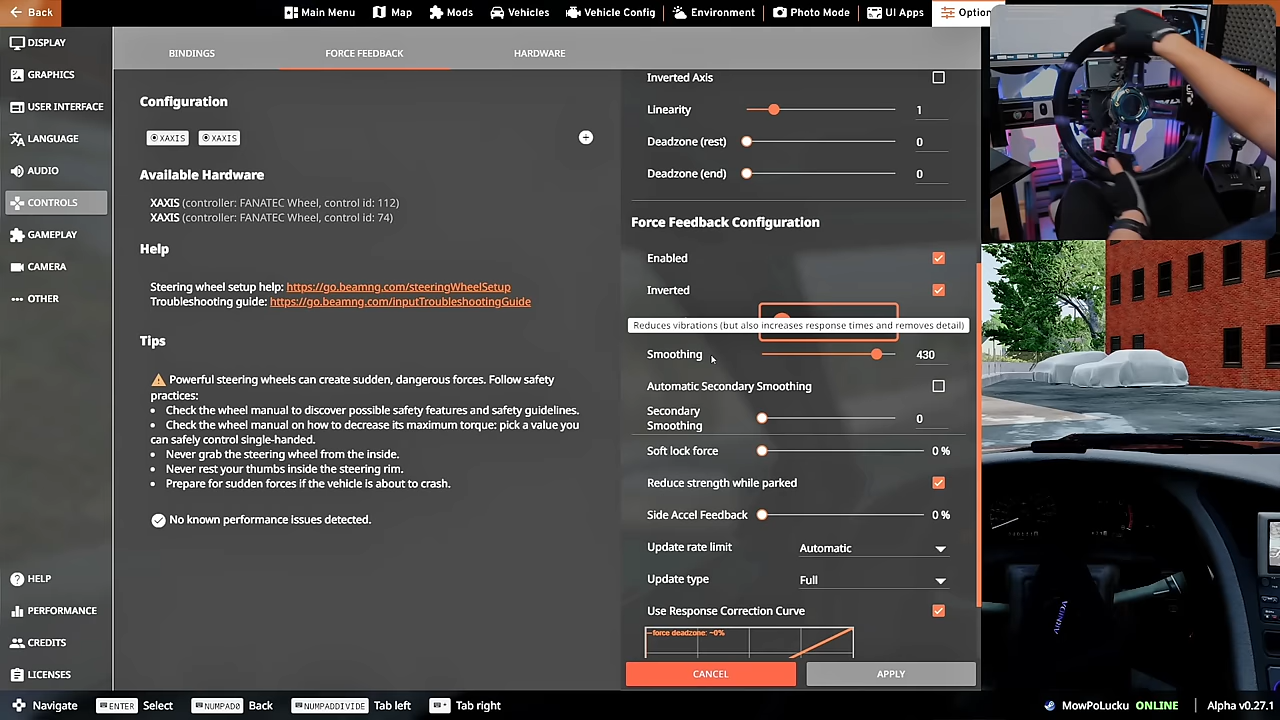 Back
Main Menu
Map
Mods
Vehicles
Vehicle Config
Environment
Photo Mode
UI Apps
Option
DISPLAY
GRAPHICS
USER INTERFACE
LANGUAGE
AUDIO
CONTROLS
GAMEPLAY
CAMERA
OTHER
HELP
PERFORMANCE
CREDITS
LICENSES
BINDINGS
FORCE FEEDBACK
HARDWARE
Configuration
XAXIS XAXIS
Available Hardware
XAXIS (controller: FANATEC Wheel, control id: 112)
XAXIS (controller: FANATEC Wheel, control id: 74)
Help
Steering wheel setup help: https://go.beamng.com/steeringWheelSetup
Troubleshooting guide: https://go.beamng.com/inputTroubleshootingGuide
Tips
Powerful steering wheels can create sudden, dangerous forces. Follow safety
practices:
• Check the wheel manual to discover possible safety features and safety guidelines.
• Check the wheel manual on how to decrease its maximum torque: pick a value you
can safely control single-handed.
• Never grab the steering wheel from the inside.
• Never rest your thumbs inside the steering rim.
• Prepare for sudden forces if the vehicle is about to crash.
No known performance issues detected.
Inverted Axis
Linearity 1
Deadzone (rest) 0
Deadzone (end) 0
Force Feedback Configuration
Enabled
Inverted
Reduces vibrations (but also increases response times and removes detail)
Smoothing 430
Automatic Secondary Smoothing
Secondary
Smoothing 0
Soft lock force 0 %
Reduce strength while parked
Side Accel Feedback 0 %
Update rate limit Automatic
Update type Full
Use Response Correction Curve
force deadzone: ~0%
CANCEL
APPLY
Navigate
ENTER Select
NUMPAD0 Back
NUMPADDIVIDE Tab left
Tab right
MowPoLucku ONLINE
Alpha v0.27.1